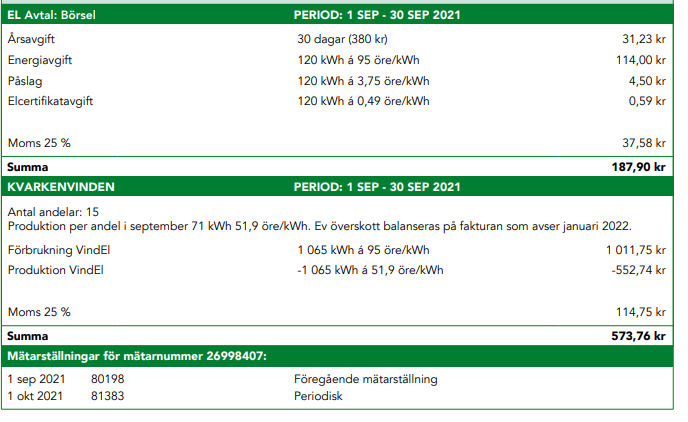 EL Avtal: Börsel PERIOD: 1 SEP - 30 SEP 2021
Årsavgift 30 dagar (380 kr) 31,23 kr
Energiavgift 120 kWh á 95 öre/kWh 114,00 kr
Påslag 120 kWh á 3,75 öre/kWh 4,50 kr
Elcertifikatavgift 120 kWh á 0,49 öre/kWh 0,59 kr
Moms 25 % 37,58 kr
Summa 187,90 kr
KVARKENVINDEN PERIOD: 1 SEP - 30 SEP 2021
Antal andelar: 15
Produktion per andel i september 71 kWh 51,9 öre/kWh. Ev överskott balanseras på fakturan som avser januari 2022.
Förbrukning VindEl 1 065 kWh á 95 öre/kWh 1 011,75 kr
Produktion VindEl -1 065 kWh á 51,9 öre/kWh -552,74 kr
Moms 25 % 114,75 kr
Summa 573,76 kr
Mätarställningar för mätarnummer 26998407:
1 sep 2021 80198 Föregående mätarställning
1 okt 2021 81383 Periodisk